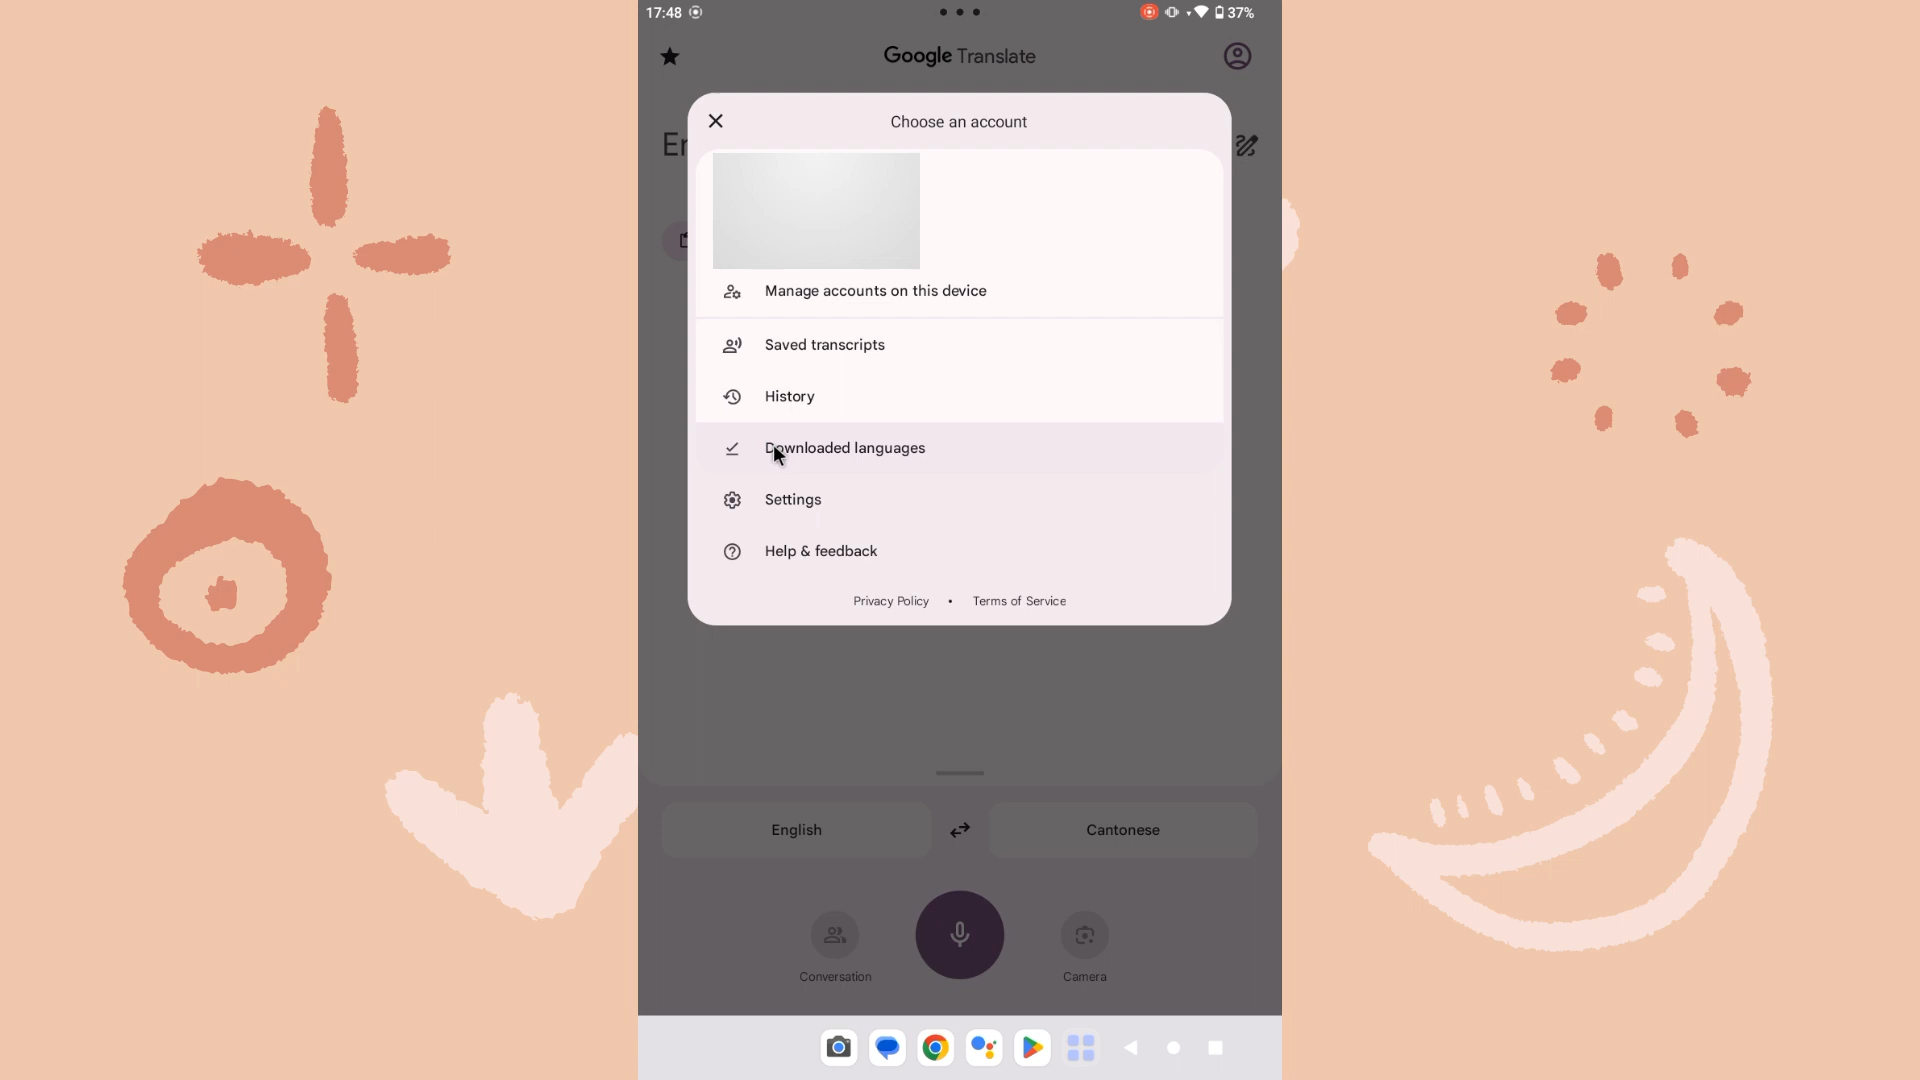 17:48
37%
Google Translate
Choose an account
Manage accounts on this device
Saved transcripts
History
Downloaded languages
Settings
Help & feedback
Privacy Policy • Terms of Service
English
Cantonese
Conversation
Camera